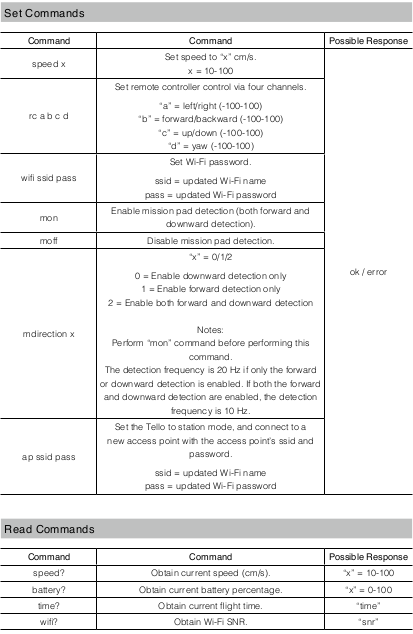 Set Commands
Command Command Possible Response
speed x
Set speed to “x” cm/s.
x = 10-100
rc a b c d
Set remote controller control via four channels.
“a” = left/right (-100-100)
“b” = forward/backward (-100-100)
“c” = up/down (-100-100)
“d” = yaw (-100-100)
wifi ssid pass
Set Wi-Fi password.
ssid = updated Wi-Fi name
pass = updated Wi-Fi password
mon
Enable mission pad detection (both forward and
downward detection).
moff
Disable mission pad detection.
mdirection x
“x” = 0/1/2
0 = Enable downward detection only
1 = Enable forward detection only
2 = Enable both forward and downward detection
Notes:
Perform “mon” command before performing this
command.
The detection frequency is 20 Hz if only the forward
or downward detection is enabled. If both the forward
and downward detection are enabled, the detection
frequency is 10 Hz.
ap ssid pass
Set the Tello to station mode, and connect to a
new access point with the access point's ssid and
password.
ssid = updated Wi-Fi name
pass = updated Wi-Fi password
ok / error
Read Commands
Command Command Possible Response
speed? Obtain current speed (cm/s). “x” = 10-100
battery? Obtain current battery percentage. “x” = 0-100
time? Obtain current flight time. “time”
wifi? Obtain Wi-Fi SNR. “snr”